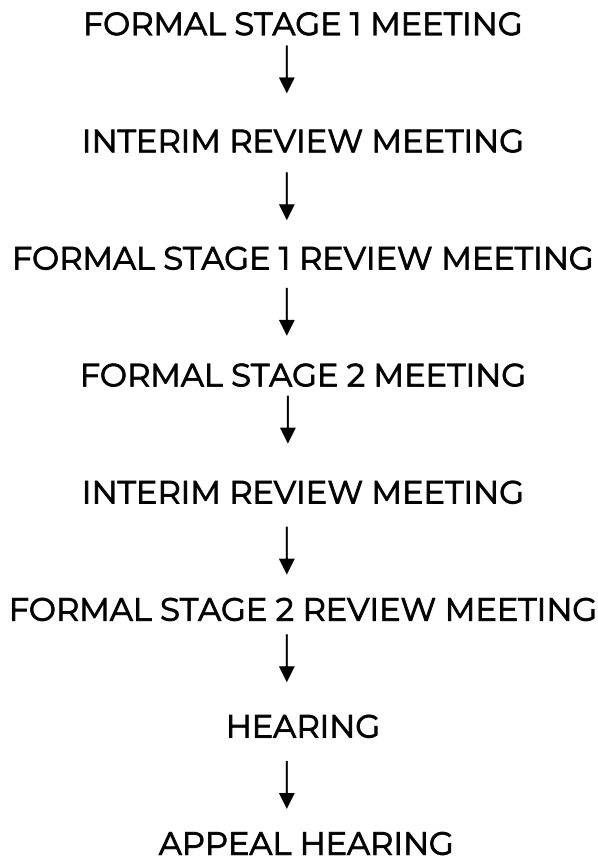 FORMAL STAGE 1 MEETING
INTERIM REVIEW MEETING
FORMAL STAGE 1 REVIEW MEETING
FORMAL STAGE 2 MEETING
INTERIM REVIEW MEETING
FORMAL STAGE 2 REVIEW MEETING
HEARING
APPEAL HEARING